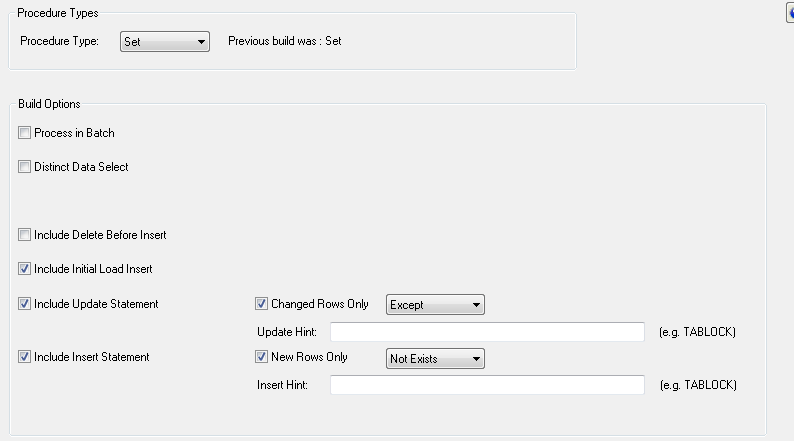 Procedure Types
Procedure Type: Set Previous build was : Set
Build Options
Process in Batch
Distinct Data Select
Include Delete Before Insert
Include Initial Load Insert
Include Update Statement Changed Rows Only Except
Update Hint: (e.g. TABLOCK)
Include Insert Statement New Rows Only Not Exists
Insert Hint: (e.g. TABLOCK)